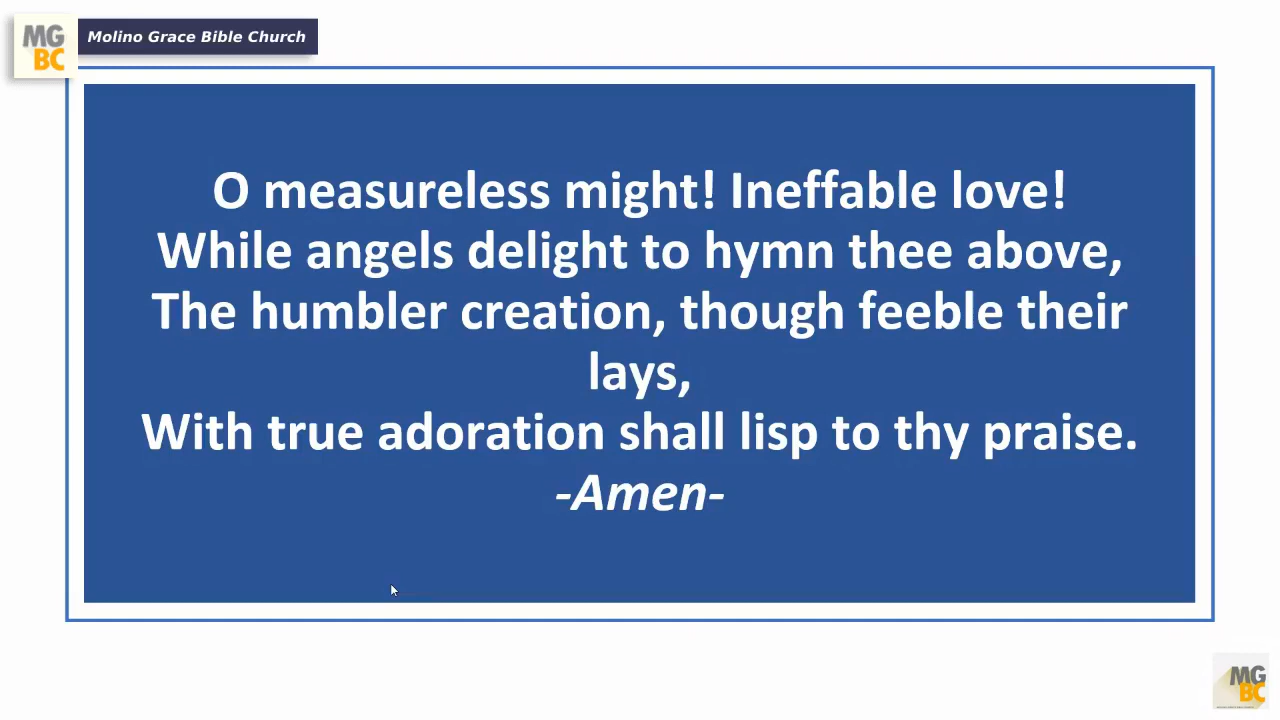 MG
BC
Molino Grace Bible Church
O measureless might! Ineffable love!
While angels delight to hymn thee above,
The humbler creation, though feeble their
lays,
With true adoration shall lisp to thy praise.
-Amen-
MG
BC